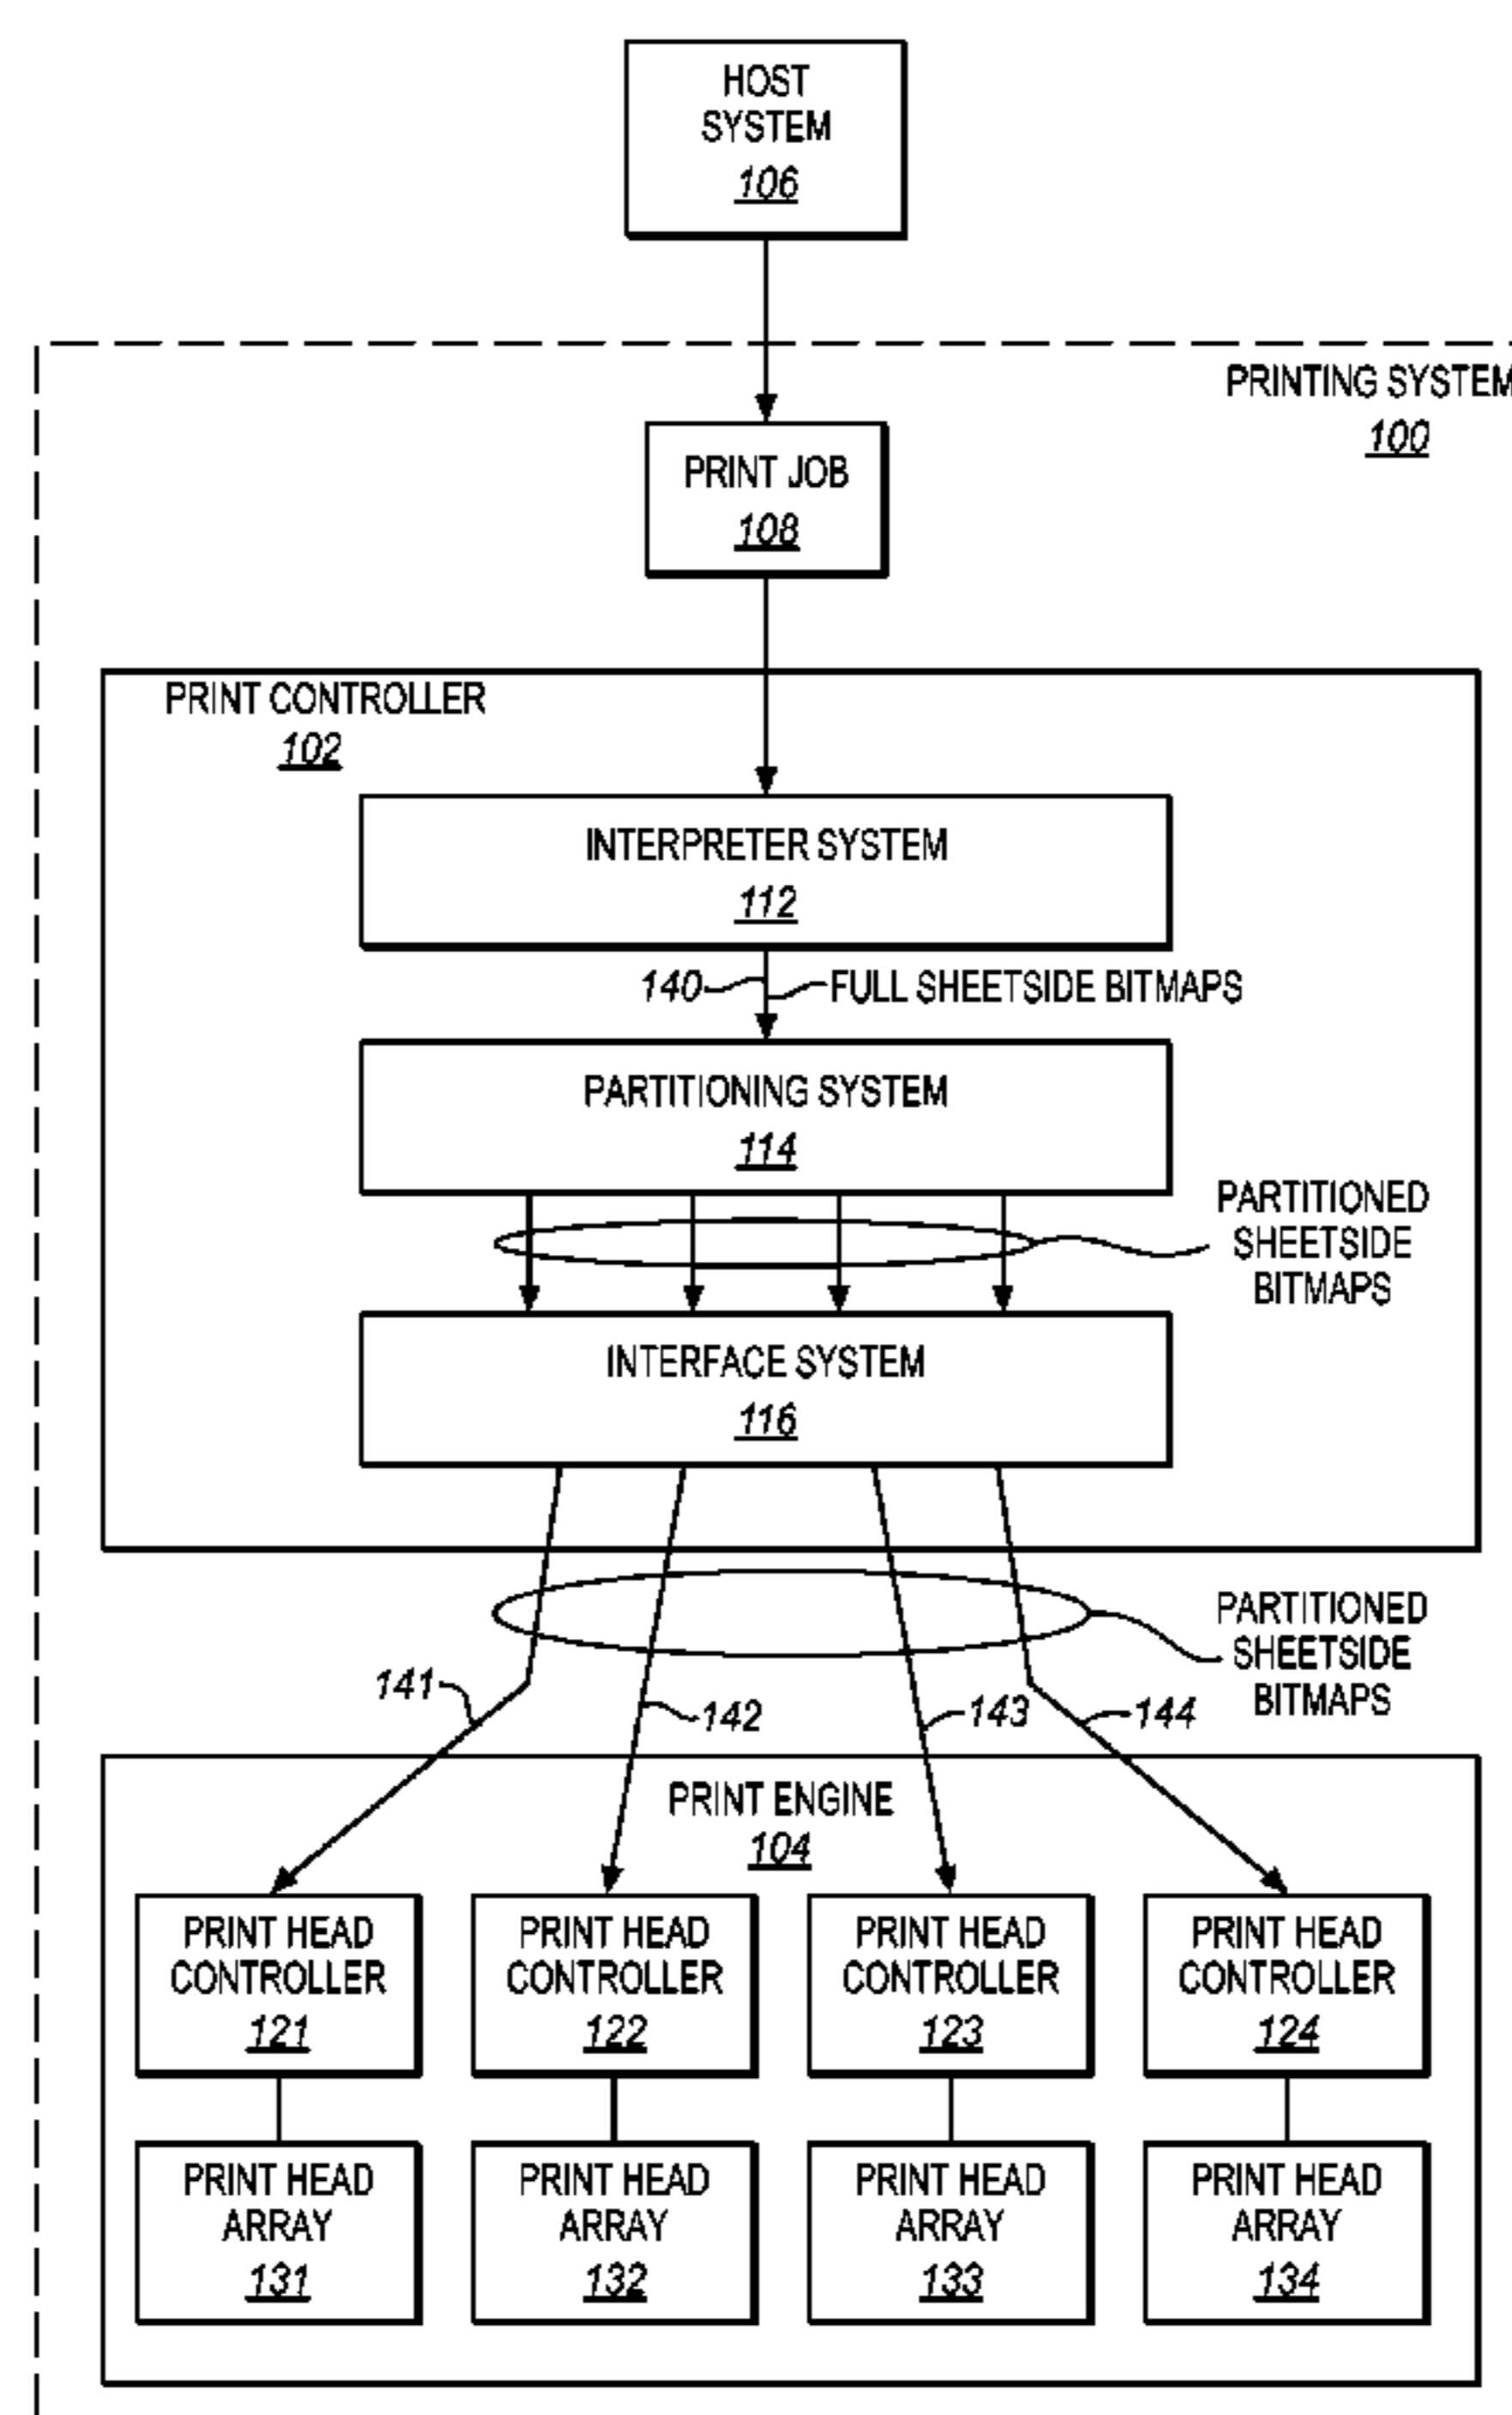 HOST
SYSTEM
106
PRINTING SYSTEM
100
PRINT JOB
108
PRINT CONTROLLER
102
INTERPRETER SYSTEM
112
140 FULL SHEETSIDE BITMAPS
PARTITIONING SYSTEM
114
PARTITIONED
SHEETSIDE
BITMAPS
INTERFACE SYSTEM
116
PARTITIONED
SHEETSIDE
BITMAPS
141 142 143 144
PRINT ENGINE
104
PRINT HEAD
CONTROLLER
121
PRINT HEAD
CONTROLLER
122
PRINT HEAD
CONTROLLER
123
PRINT HEAD
CONTROLLER
124
PRINT HEAD
ARRAY
131
PRINT HEAD
ARRAY
132
PRINT HEAD
ARRAY
133
PRINT HEAD
ARRAY
134